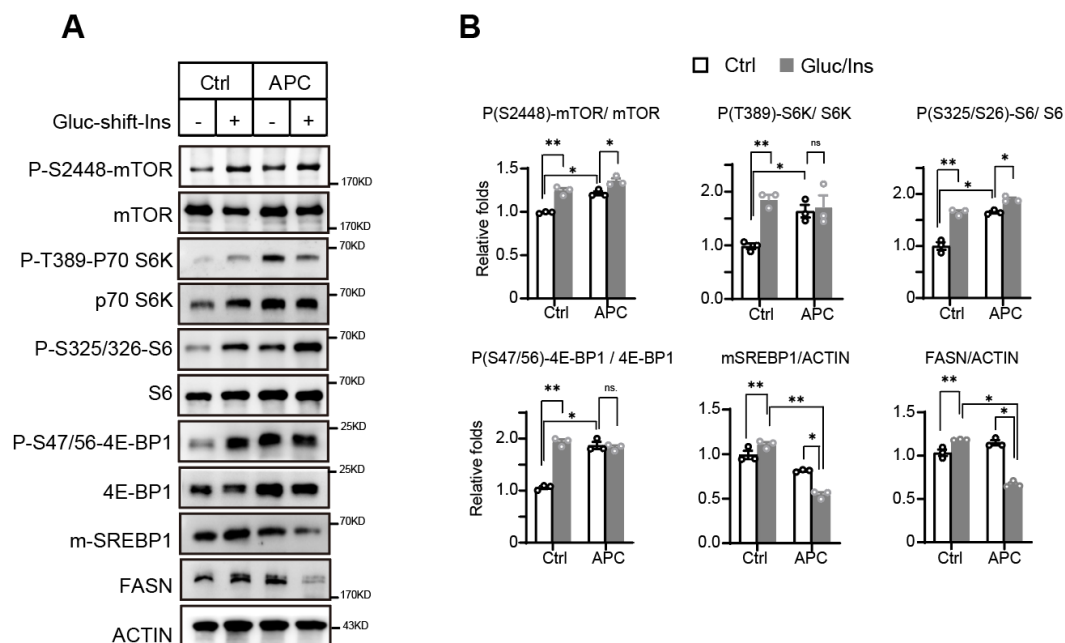 A
Ctrl APC
Gluc-shift-Ins - + - +
P-S2448-mTOR
170KD
mTOR
170KD
P-T389-P70 S6K
70KD
p70 S6K
70KD
P-S325/326-S6
70KD
S6
70KD
P-S47/56-4E-BP1
25KD
4E-BP1
25KD
m-SREBP1
70KD
FASN
170KD
ACTIN
43KD
B
Ctrl Gluc/Ins
P(S2448)-mTOR/ mTOR
** * *
Relative folds
1.5
1.0
0.5
0
Ctrl APC
P(T389)-S6K/ S6K
** * ns
2.0
1.0
0.0
Ctrl APC
P(S325/S26)-S6/ S6
** * *
2.0
1.0
0
Ctrl APC
P(S47/56)-4E-BP1 / 4E-BP1
** * ns.
Relative folds
2.0
1.0
0
Ctrl APC
mSREBP1/ACTIN
** ** *
1.5
1.0
0.5
0.0
Ctrl APC
FASN/ACTIN
** * *
1.5
1.0
0.5
0
Ctrl APC